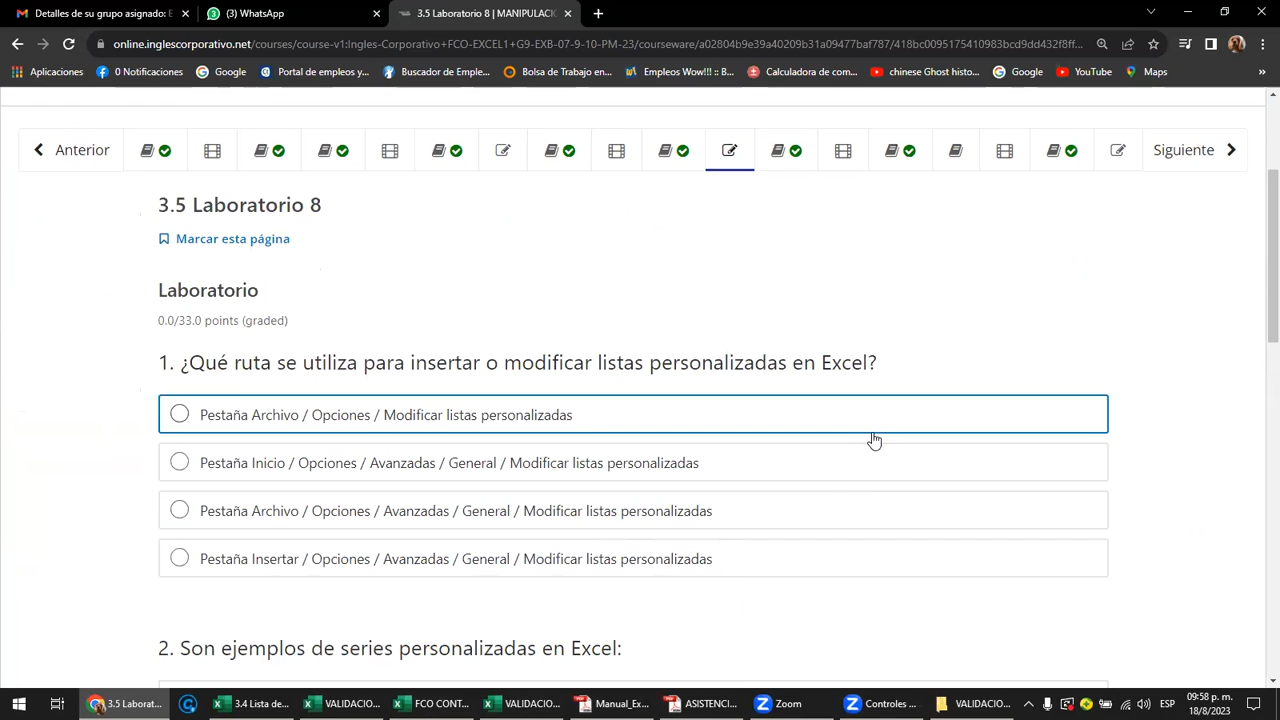 Detalles de su grupo asignado: E
(3) WhatsApp
3.5 Laboratorio 8 | MANIPULACI
online.inglescorporativo.net/courses/course-v1:Ingles-Corporativo+FCO-EXCEL1+G9-EXB-07-9-10-PM-23/courseware/a02804b9e39a40209b31a09477baf787/418bc0095175410983bcd9dd432f8ff...
Aplicaciones
0 Notificaciones
Google
Portal de empleos y...
Buscador de Emple...
Bolsa de Trabajo en...
Empleos Wow!!! :: B...
Calculadora de com...
chinese Ghost histo...
Google
YouTube
Maps
Anterior
Siguiente
3.5 Laboratorio 8
Marcar esta página
Laboratorio
0.0/33.0 points (graded)
1. ¿Qué ruta se utiliza para insertar o modificar listas personalizadas en Excel?
Pestaña Archivo / Opciones / Modificar listas personalizadas
Pestaña Inicio / Opciones / Avanzadas / General / Modificar listas personalizadas
Pestaña Archivo / Opciones / Avanzadas / General / Modificar listas personalizadas
Pestaña Insertar / Opciones / Avanzadas / General / Modificar listas personalizadas
2. Son ejemplos de series personalizadas en Excel:
3.5 Laborat...
3.4 Lista de...
VALIDACIO...
FCO CONT...
VALIDACIO...
Manual_Ex...
ASISTENCI...
Zoom
Controles ...
VALIDACIO...
ESP
09:58 p. m.
18/8/2023